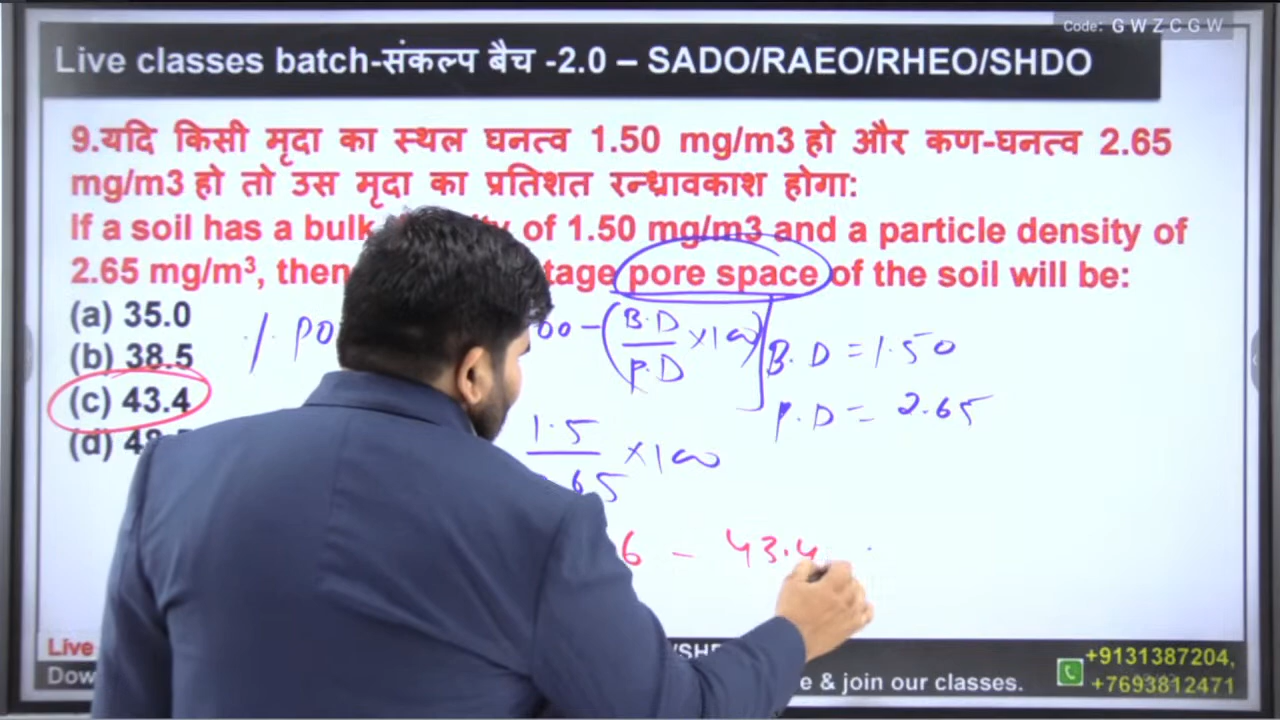 Code: G W Z C G W
Live classes batch-संकल्प बैच -2.0 – SADO/RAEO/RHEO/SHDO
9.यदि किसी मृदा का स्थल घनत्व 1.50 mg/m3 हो और कण-घनत्व 2.65
mg/m3 हो तो उस मृदा का प्रतिशत रन्ध्रावकाश होगा:
If a soil has a bulk of 1.50 mg/m3 and a particle density of
2.65 mg/m³, then pore space of the soil will be:
(a) 35.0
(b) 38.5
(c) 43.4
(d)
B.D
P.D
×100
B.D = 1.50
P.D = 2.65
1.5
×100
6 - 43.4
Live
& join our classes.
+9131387204,
+7693812471